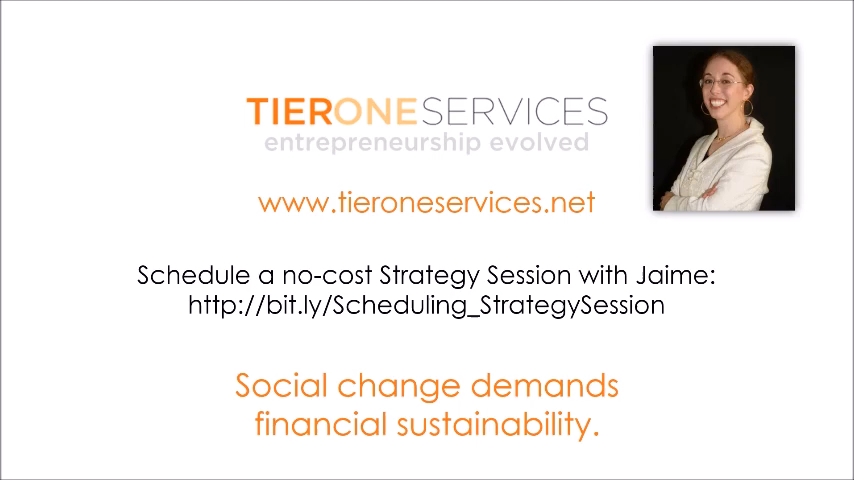 TIERONESERVICES
entrepreneurship evolved
www.tieroneservices.net
Schedule a no-cost Strategy Session with Jaime:
http://bit.ly/Scheduling_StrategySession
Social change demands
financial sustainability.